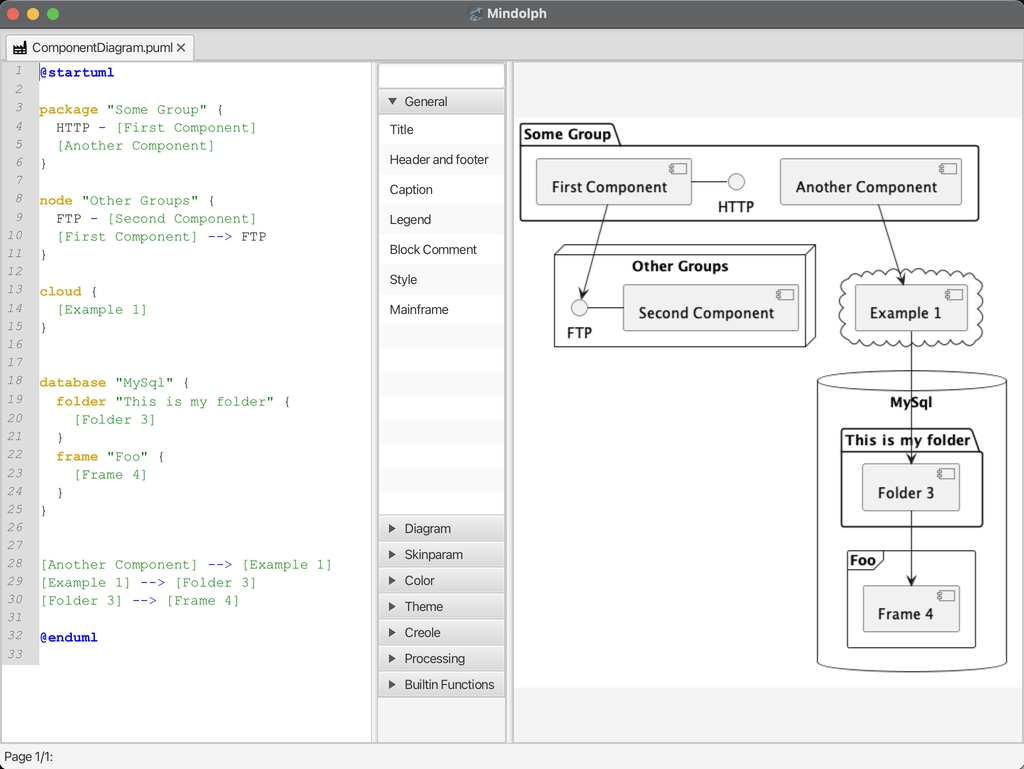 Mindolph
ComponentDiagram.puml ×
1 @startuml
2
3 package "Some Group" {
4 HTTP - [First Component]
5 [Another Component]
6 }
7
8 node "Other Groups" {
9 FTP - [Second Component]
10 [First Component] --> FTP
11 }
12
13 cloud {
14 [Example 1]
15 }
16
17
18 database "MySql" {
19 folder "This is my folder" {
20 [Folder 3]
21 }
22 frame "Foo" {
23 [Frame 4]
24 }
25 }
26
27
28 [Another Component] --> [Example 1]
29 [Example 1] --> [Folder 3]
30 [Folder 3] --> [Frame 4]
31
32 @enduml
33
General
Title
Header and footer
Caption
Legend
Block Comment
Style
Mainframe
Diagram
Skinparam
Color
Theme
Creole
Processing
Builtin Functions
Some Group
First Component
HTTP
Another Component
Other Groups
FTP
Second Component
Example 1
MySql
This is my folder
Folder 3
Foo
Frame 4
Page 1/1: